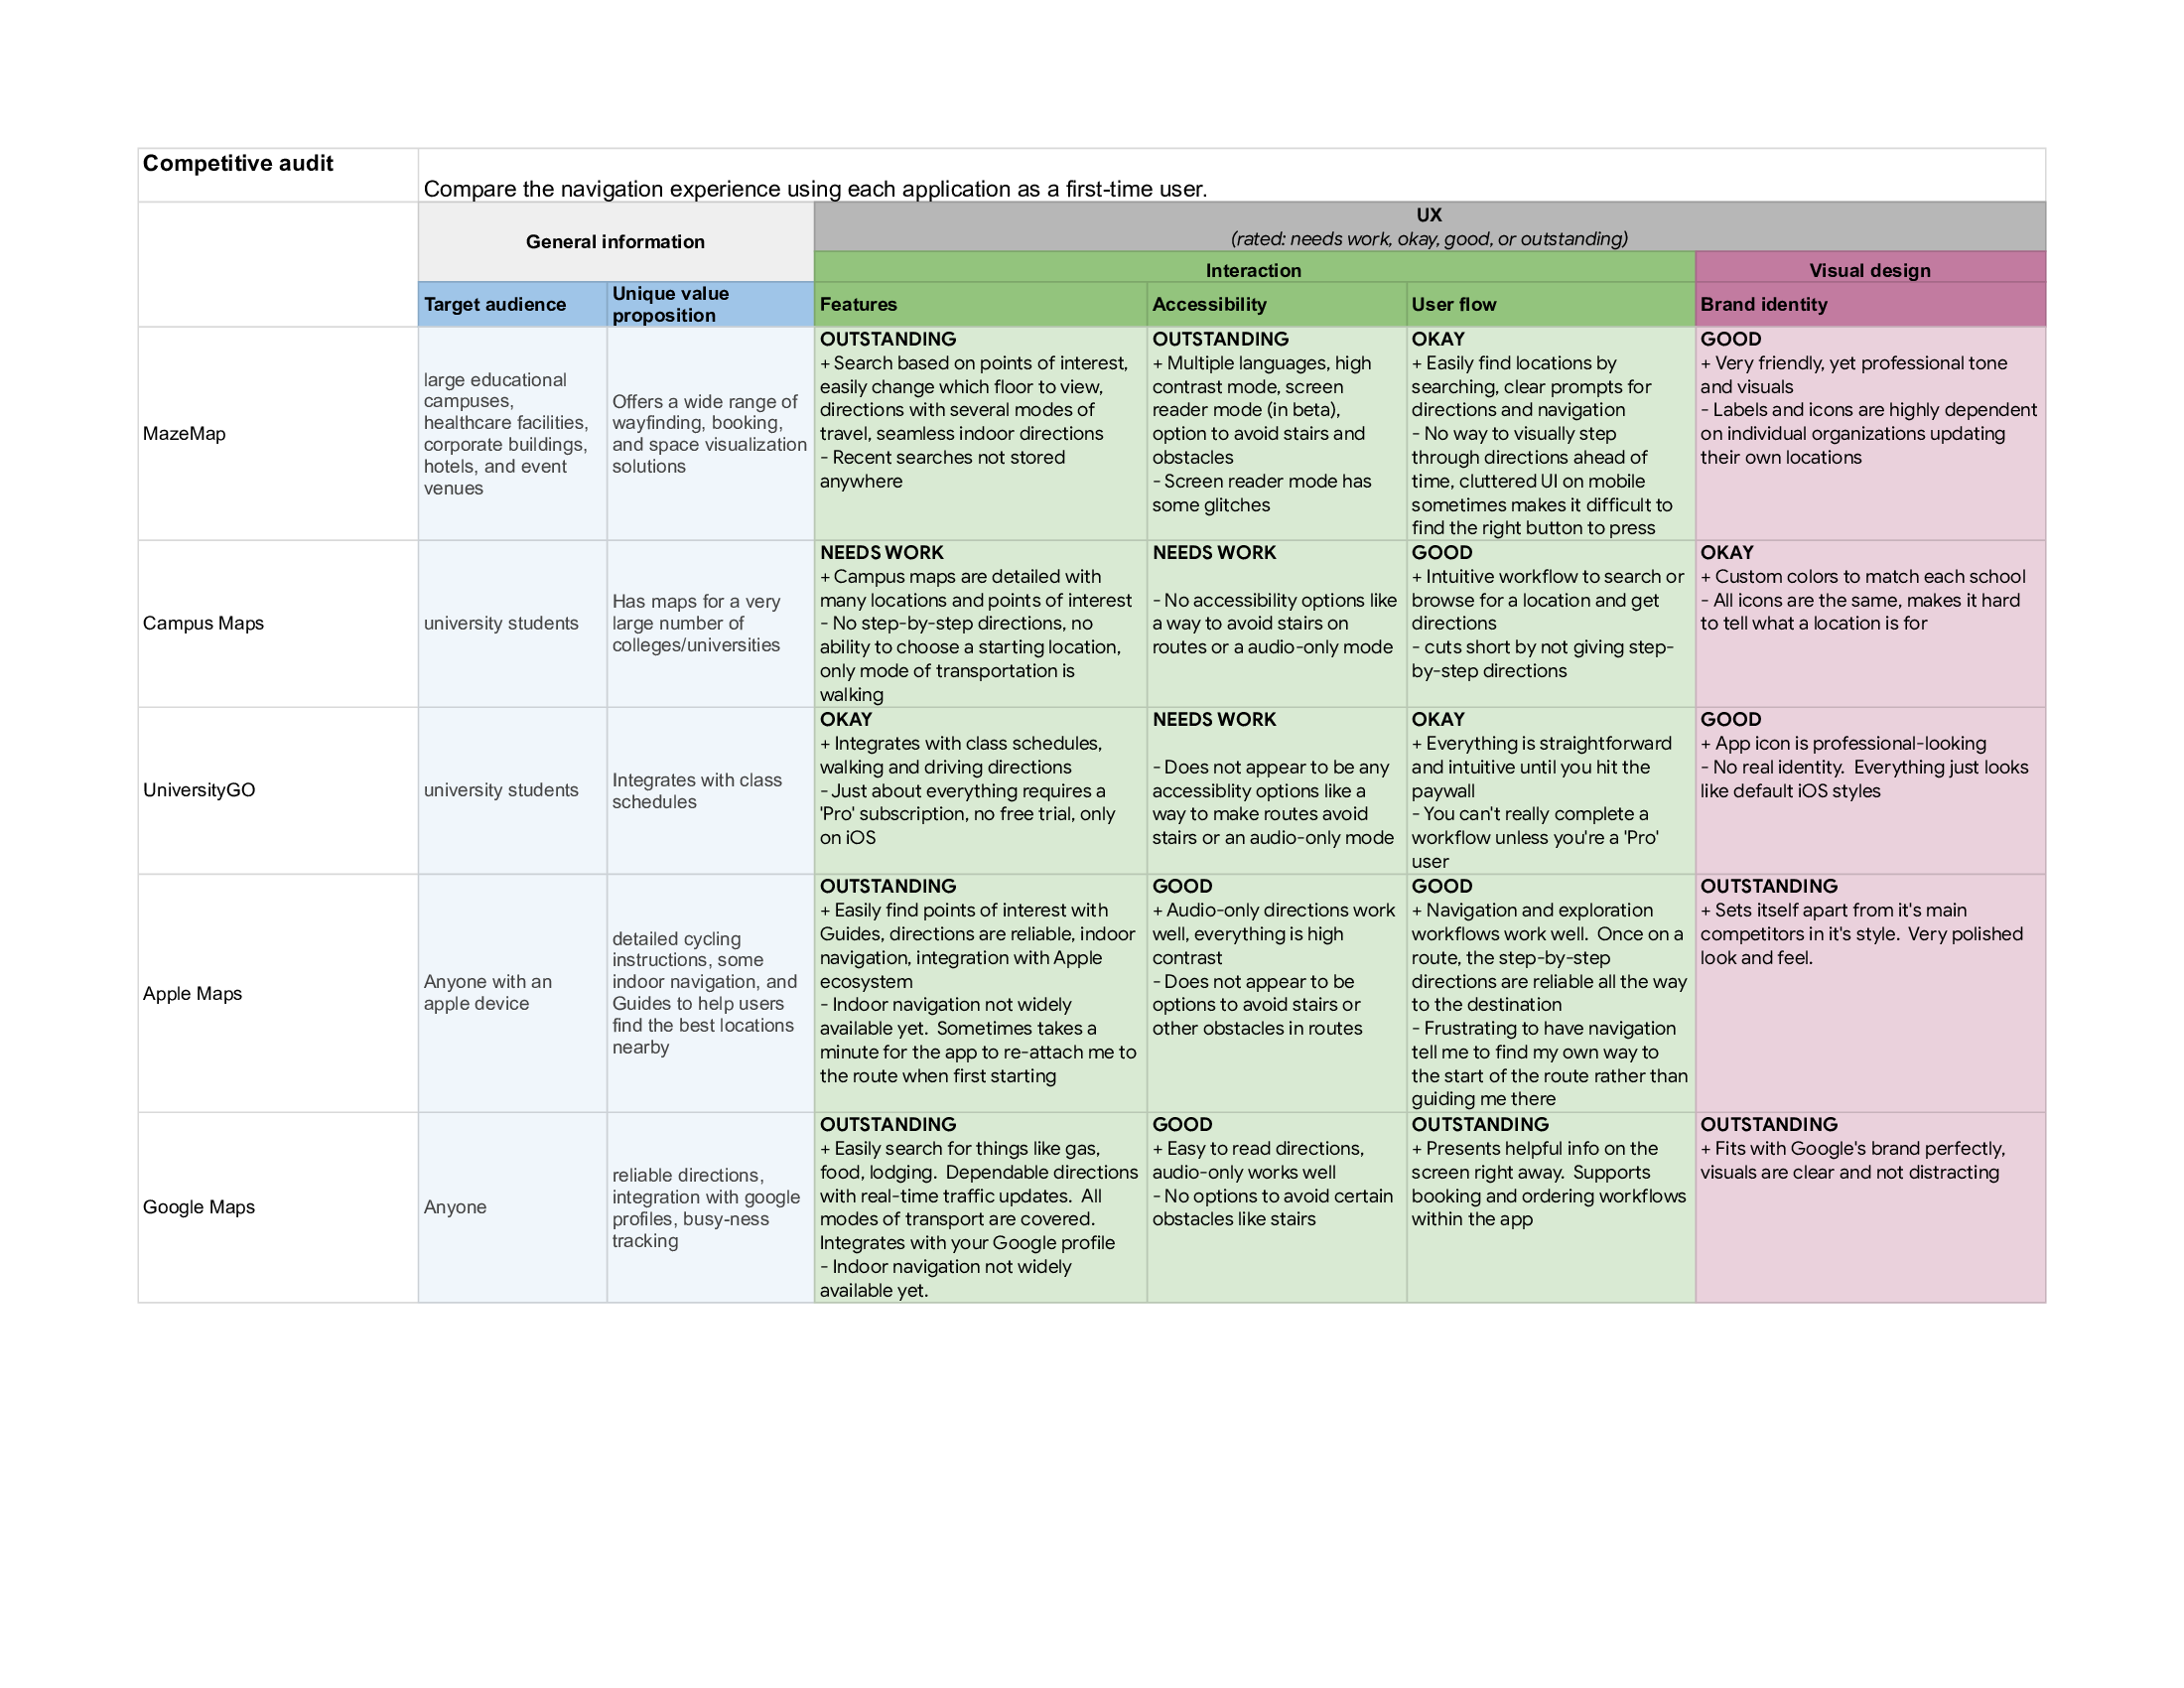 Competitive audit
Compare the navigation experience using each application as a first-time user.
General information
UX
(rated: needs work, okay, good, or outstanding)
Interaction
Visual design
Target audience
Unique value
proposition
Features
Accessibility
User flow
Brand identity
MazeMap
large educational
campuses,
healthcare facilities,
corporate buildings,
hotels, and event
venues
Offers a wide range of
wayfinding, booking,
and space visualization
solutions
OUTSTANDING
+ Search based on points of interest,
easily change which floor to view,
directions with several modes of
travel, seamless indoor directions
- Recent searches not stored
anywhere
OUTSTANDING
+ Multiple languages, high
contrast mode, screen
reader mode (in beta),
option to avoid stairs and
obstacles
- Screen reader mode has
some glitches
OKAY
+ Easily find locations by
searching, clear prompts for
directions and navigation
- No way to visually step
through directions ahead of
time, cluttered UI on mobile
sometimes makes it difficult to
find the right button to press
GOOD
+ Very friendly, yet professional tone
and visuals
- Labels and icons are highly dependent
on individual organizations updating
their own locations
Campus Maps
university students
Has maps for a very
large number of
colleges/universities
NEEDS WORK
+ Campus maps are detailed with
many locations and points of interest
- No step-by-step directions, no
ability to choose a starting location,
only mode of transportation is
walking
NEEDS WORK
- No accessibility options like
a way to avoid stairs on
routes or a audio-only mode
GOOD
+ Intuitive workflow to search or
browse for a location and get
directions
- cuts short by not giving step-
by-step directions
OKAY
+ Custom colors to match each school
- All icons are the same, makes it hard
to tell what a location is for
UniversityGO
university students
Integrates with class
schedules
OKAY
+ Integrates with class schedules,
walking and driving directions
- Just about everything requires a
'Pro' subscription, no free trial, only
on iOS
NEEDS WORK
- Does not appear to be any
accessiblity options like a
way to make routes avoid
stairs or an audio-only mode
OKAY
+ Everything is straightforward
and intuitive until you hit the
paywall
- You can't really complete a
workflow unless you're a 'Pro'
user
GOOD
+ App icon is professional-looking
- No real identity.  Everything just looks
like default iOS styles
Apple Maps
Anyone with an
apple device
detailed cycling
instructions, some
indoor navigation, and
Guides to help users
find the best locations
nearby
OUTSTANDING
+ Easily find points of interest with
Guides, directions are reliable, indoor
navigation, integration with Apple
ecosystem
- Indoor navigation not widely
available yet.  Sometimes takes a
minute for the app to re-attach me to
the route when first starting
GOOD
+ Audio-only directions work
well, everything is high
contrast
- Does not appear to be
options to avoid stairs or
other obstacles in routes
GOOD
+ Navigation and exploration
workflows work well.  Once on a
route, the step-by-step
directions are reliable all the way
to the destination
- Frustrating to have navigation
tell me to find my own way to
the start of the route rather than
guiding me there
OUTSTANDING
+ Sets itself apart from it's main
competitors in it's style.  Very polished
look and feel.
Google Maps
Anyone
reliable directions,
integration with google
profiles, busy-ness
tracking
OUTSTANDING
+ Easily search for things like gas,
food, lodging.  Dependable directions
with real-time traffic updates.  All
modes of transport are covered.
Integrates with your Google profile
- Indoor navigation not widely
available yet.
GOOD
+ Easy to read directions,
audio-only works well
- No options to avoid certain
obstacles like stairs
OUTSTANDING
+ Presents helpful info on the
screen right away.  Supports
booking and ordering workflows
within the app
OUTSTANDING
+ Fits with Google's brand perfectly,
visuals are clear and not distracting